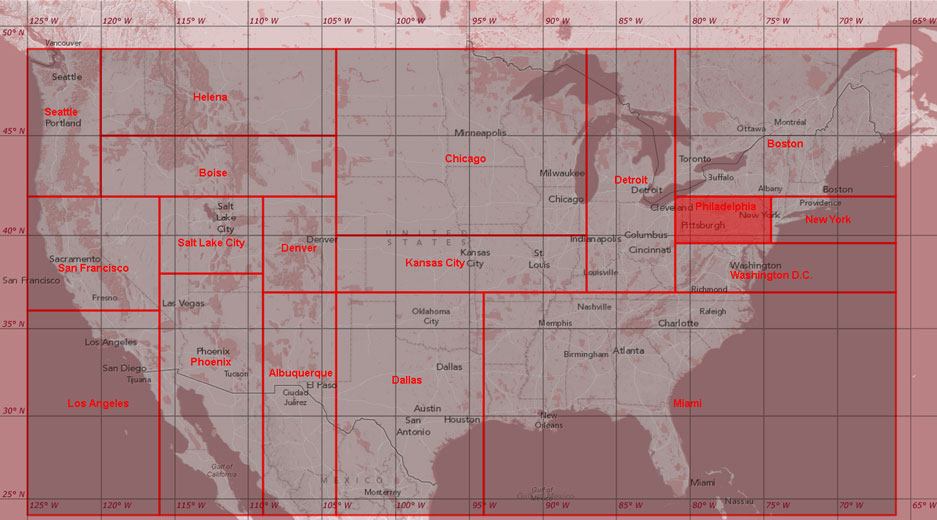 125° W 120° W 115° W 110° W 105° W 100° W 95° W 90° W 85° W 80° W 75° W 70° W 65° W
50° N
Vancouver
Seattle
Helena
Seattle
Portland
Ottawa
Montréal
45° N
Minneapolis
Boston
Chicago
Toronto
Boise
Milwaukee
Detroit
Buffalo
Detroit
Albany
Boston
Chicago
Salt
Lake
City
Cleveland
Philadelphia
Providence
New York
New York
Pittsburgh
40° N
Salt Lake City
Denver
Denver
UNITED
STATES
Indianapolis
Columbus
Cincinnati
Sacramento
San Francisco
Kansas City
Kansas
City
St.
Louis
Washington
Washington D.C.
San Francisco
Louisville
Richmond
Fresno
Las Vegas
Oklahoma
City
Nashville
Raleigh
35° N
Memphis
Charlotte
Los Angeles
Phoenix
Phoenix
Birmingham
Atlanta
San Diego
Tijuana
Tucson
Albuquerque
Dallas
Dallas
El Paso
Ciudad
Juárez
Los Angeles
Miami
30° N
Austin
San
Antonio
Houston
New
Orleans
Gulf of
California
MEXICO
Monterrey
Gulf of
Miami
Nassau
25° N
125° W 120° W 115° W 110° W 105° W 100° W 95° W 90° W 85° W 80° W 75° W 70° W 65° W